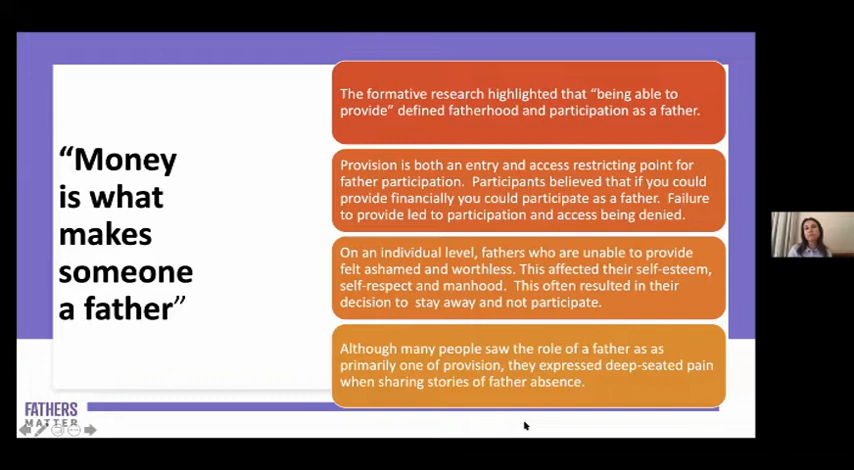 “Money
is what
makes
someone
a father”
The formative research highlighted that “being able to
provide” defined fatherhood and participation as a father.
Provision is both an entry and access restricting point for
father participation. Participants believed that if you could
provide financially you could participate as a father. Failure
to provide led to participation and access being denied.
On an individual level, fathers who are unable to provide
felt ashamed and worthless. This affected their self-esteem,
self-respect and manhood. This often resulted in their
decision to stay away and not participate.
Although many people saw the role of a father as as
primarily one of provision, they expressed deep-seated pain
when sharing stories of father absence.
FATHERS
MATTER